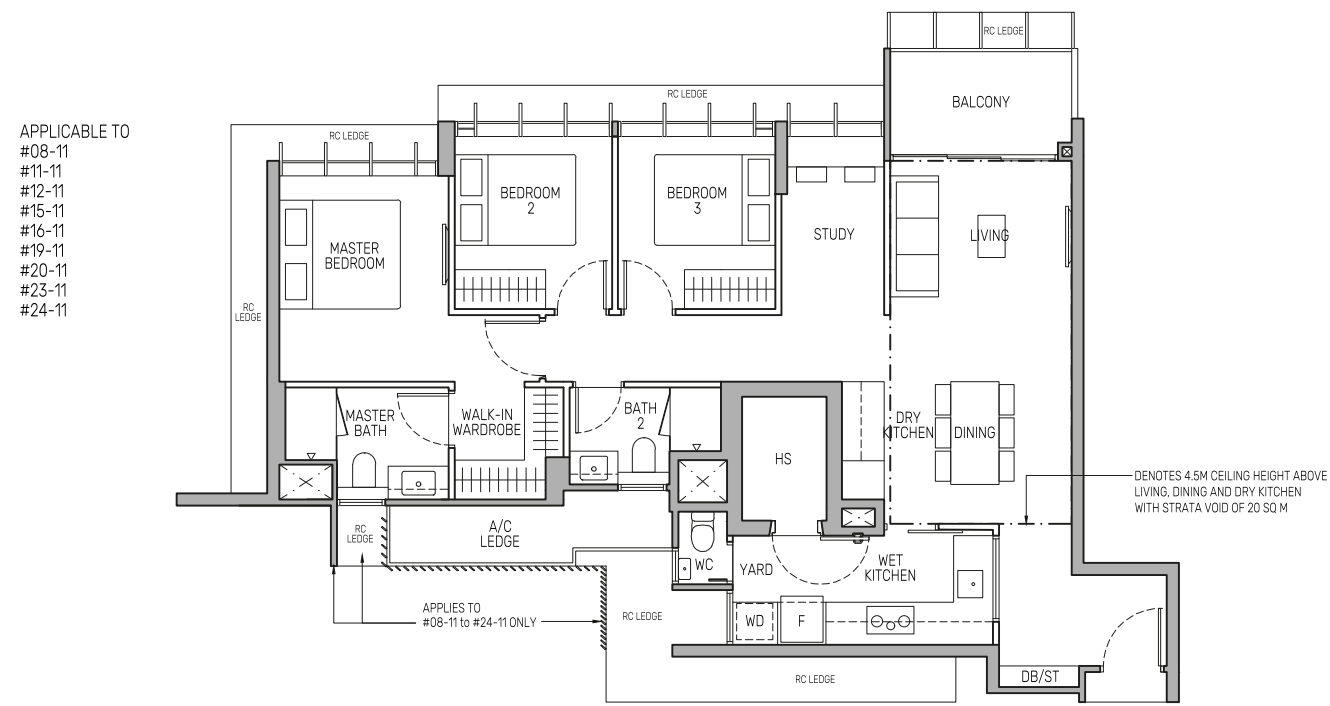 RC LEDGE
BALCONY
RC LEDGE
RC LEDGE
APPLICABLE TO
#08-11
#11-11
#12-11
#15-11
#16-11
#19-11
#20-11
#23-11
#24-11
BEDROOM
2
BEDROOM
3
STUDY
LIVING
MASTER
BEDROOM
RC
LEDGE
MASTER
BATH
WALK-IN
WARDROBE
BATH
2
DRY
KITCHEN
DINING
HS
DENOTES 4.5M CEILING HEIGHT ABOVE
LIVING, DINING AND DRY KITCHEN
WITH STRATA VOID OF 20 SQ M
RC
LEDGE
A/C
LEDGE
WC
YARD
WET
KITCHEN
APPLIES TO
#08-11 to #24-11 ONLY
RC LEDGE
WD
F
RC LEDGE
DB/ST